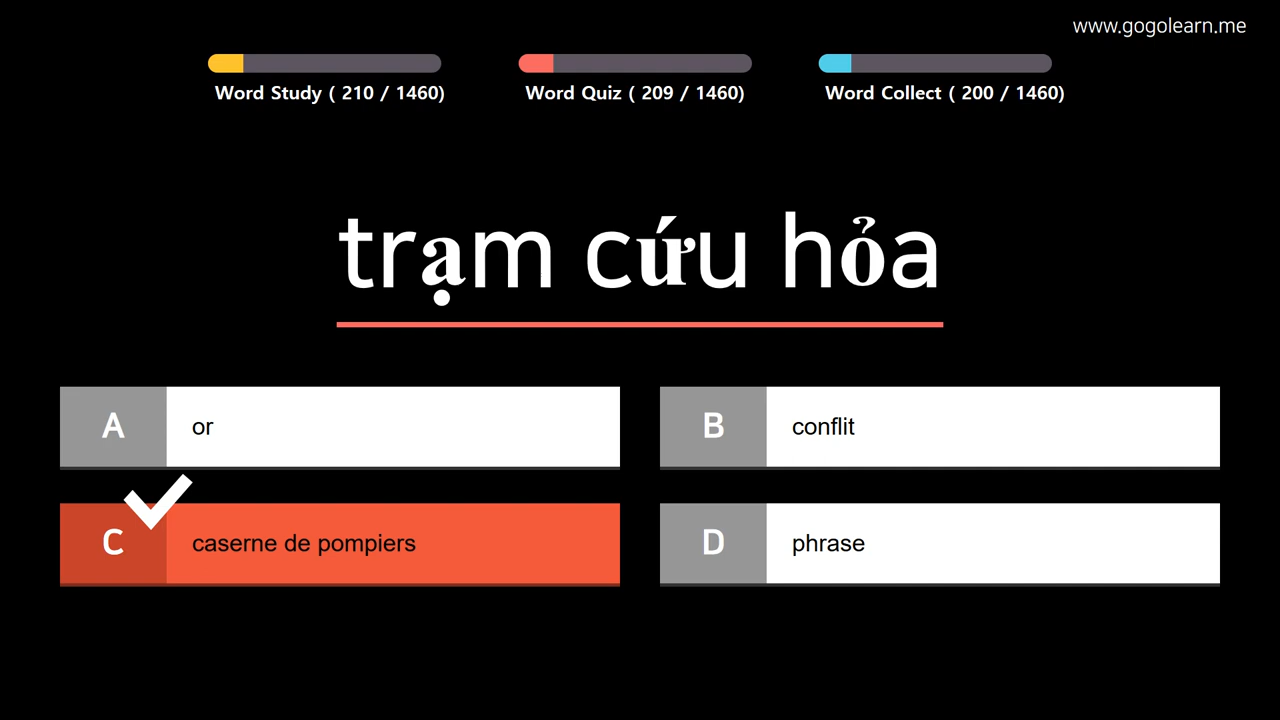 www.gogolearn.me
Word Study ( 210 / 1460)
Word Quiz ( 209 / 1460)
Word Collect ( 200 / 1460)
trạm cứu hỏa
A or
B conflit
C caserne de pompiers
D phrase